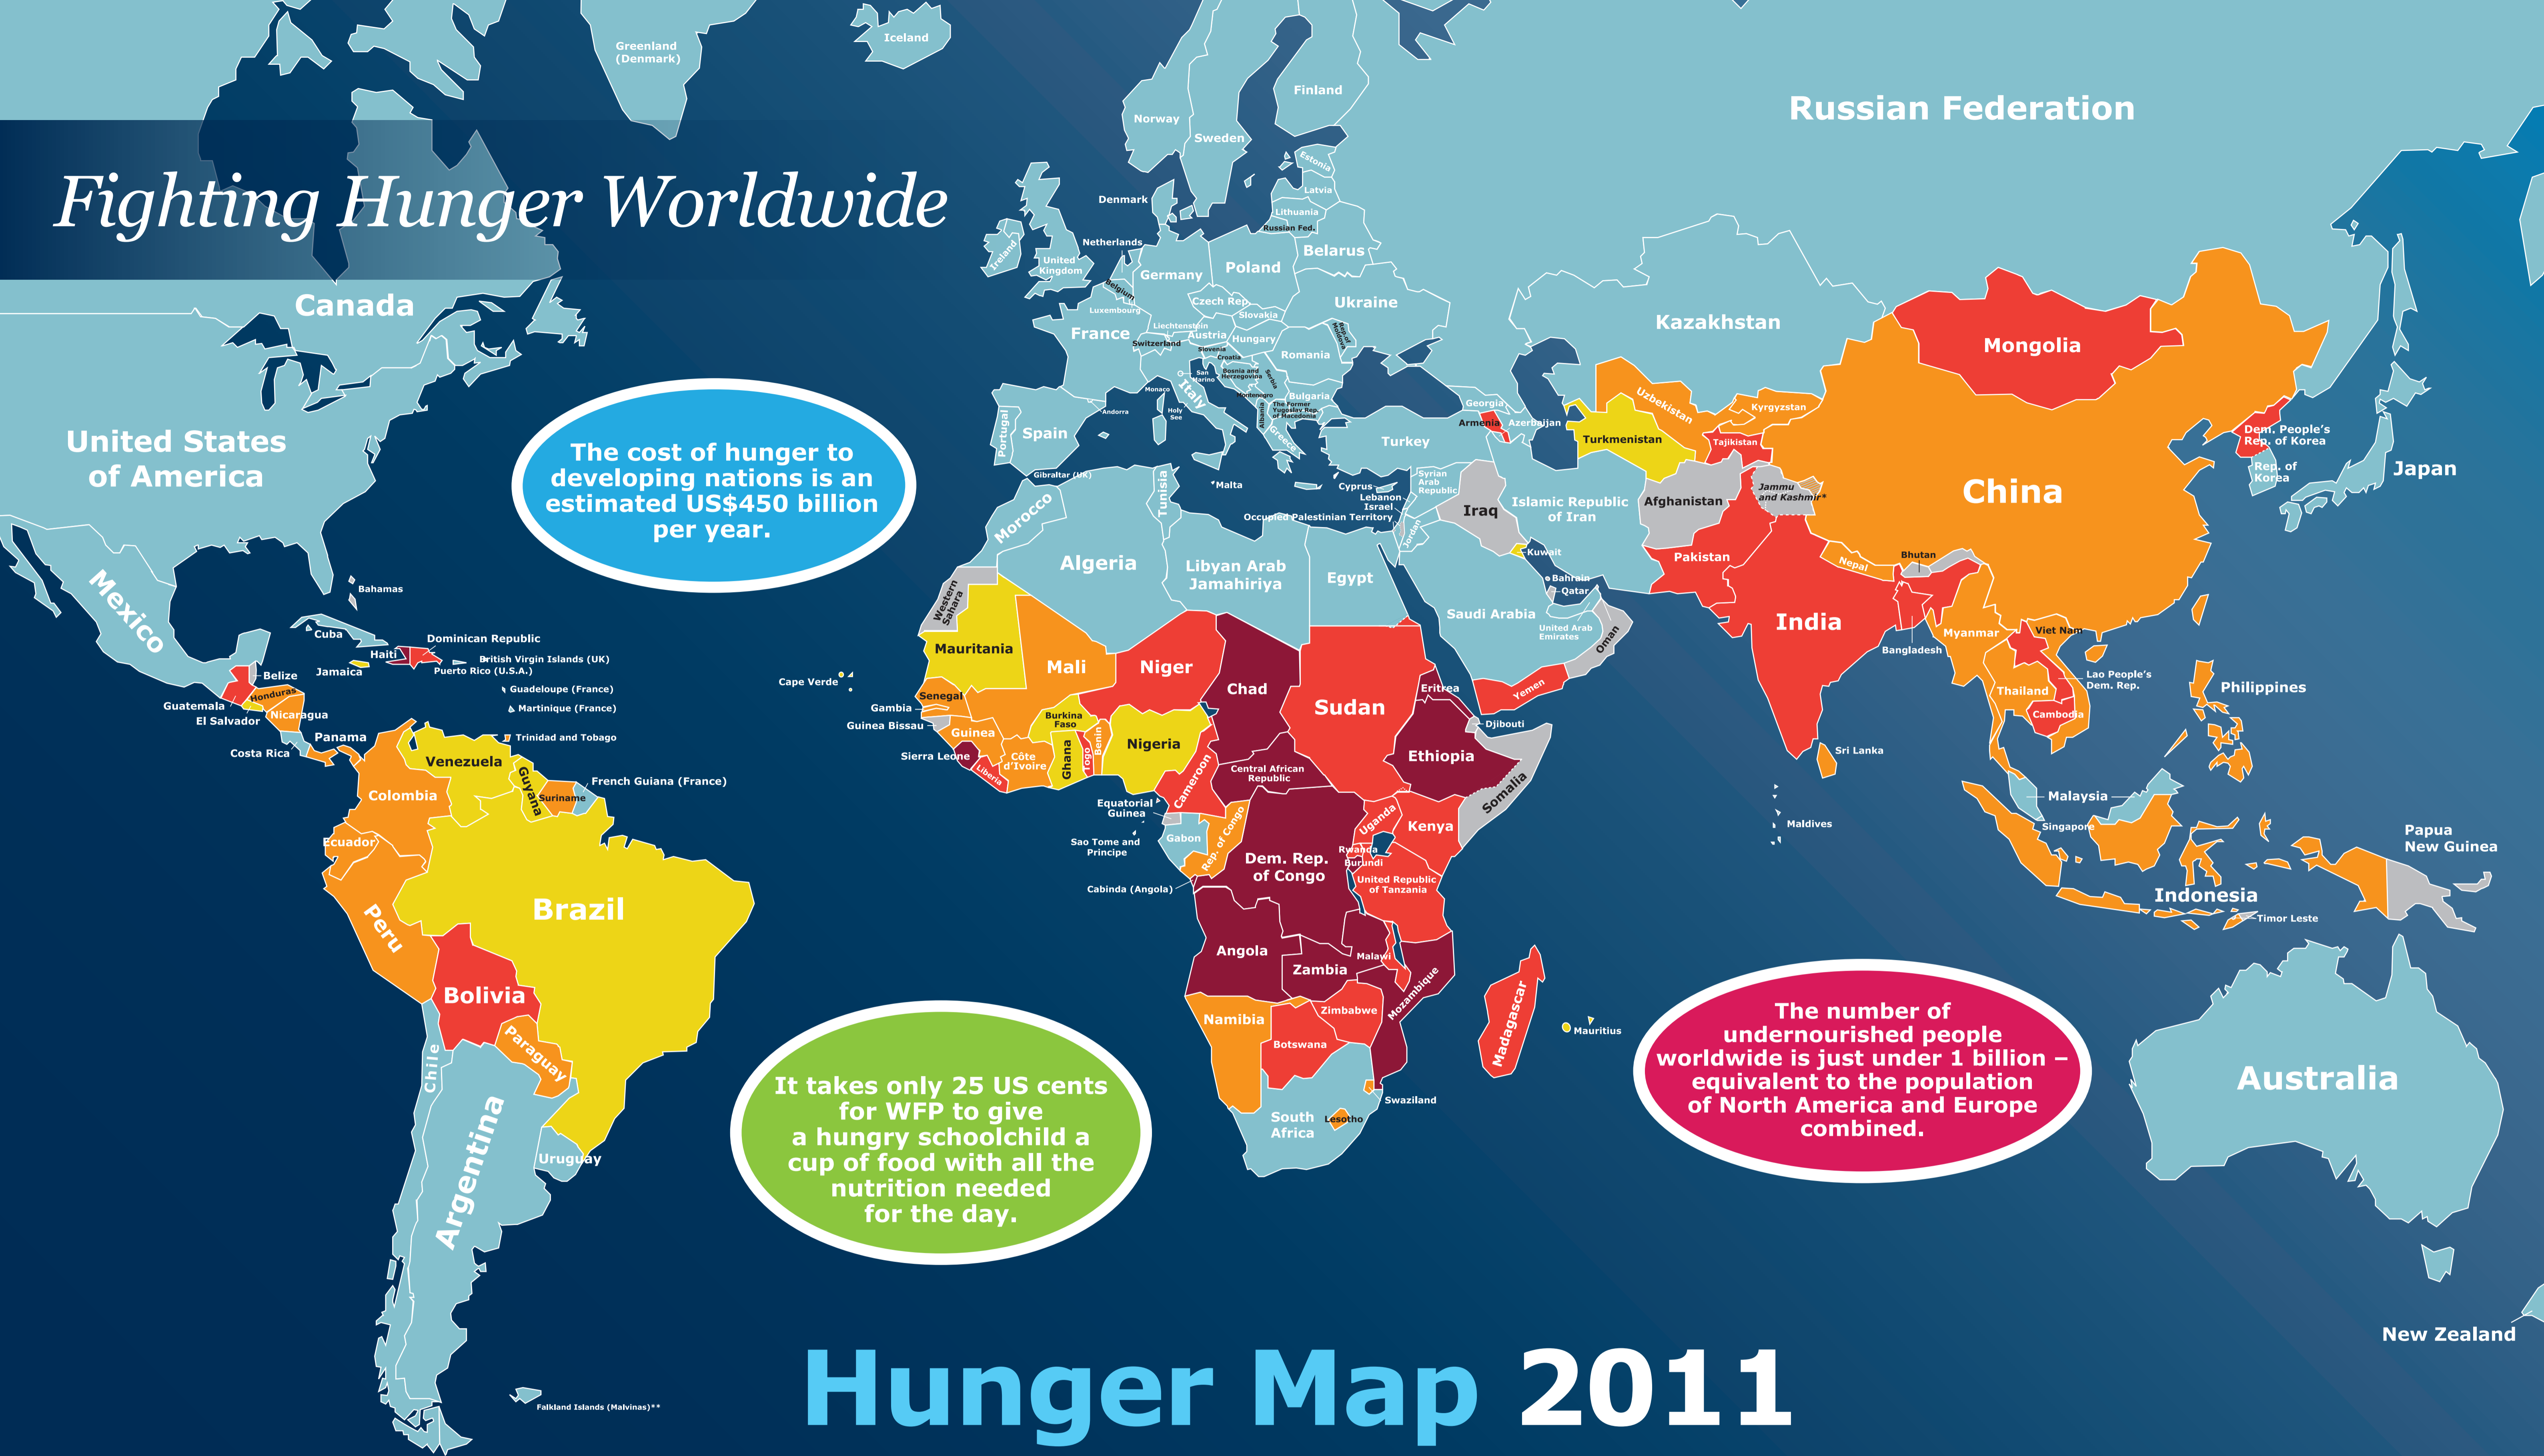 Greenland
(Denmark)
Iceland
Finland
Norway
Sweden
Russian Federation
Estonia
Latvia
Denmark
Lithuania
Russian Fed.
Fighting Hunger Worldwide
Netherlands
Ireland
United
Kingdom
Belarus
Poland
Germany
Belgium
Canada
Czech Rep.
Ukraine
Luxembourg
Slovakia
Kazakhstan
Liechtenstein
France
Austria
Switzerland
Hungary
Rep. of
Moldova
Mongolia
Slovenia
Romania
Croatia
San
Marino
Bosnia and
Herzegovina
Serbia
Monaco
Italy
Montenegro
Bulgaria
Andorra
Holy
See
Albania
The Former
Yugoslav Rep.
of Macedonia
Georgia
Uzbekistan
Kyrgyzstan
Portugal
Spain
Greece
Armenia
Azerbaijan
Turkmenistan
Tajikistan
Dem. People's
Rep. of Korea
United States
of America
Turkey
Rep. of
Korea
Japan
The cost of hunger to
developing nations is an
estimated US$450 billion
per year.
Gibraltar (UK)
Malta
Cyprus
Syrian
Arab
Republic
Lebanon
Israel
Occupied Palestinian Territory
Jordan
Iraq
Islamic Republic
of Iran
Afghanistan
Jammu
and Kashmir*
China
Morocco
Tunisia
Algeria
Libyan Arab
Jamahiriya
Egypt
Kuwait
Pakistan
Nepal
Bhutan
Mexico
Bahamas
Western
Sahara
Bahrain
Qatar
Saudi Arabia
United Arab
Emirates
Oman
India
Bangladesh
Myanmar
Viet Nam
Cuba
Dominican Republic
Haiti
British Virgin Islands (UK)
Jamaica
Puerto Rico (U.S.A.)
Belize
Guadeloupe (France)
Honduras
Guatemala
Martinique (France)
El Salvador
Nicaragua
Cape Verde
Mauritania
Mali
Niger
Chad
Sudan
Eritrea
Yemen
Lao People's
Dem. Rep.
Thailand
Philippines
Cambodia
Senegal
Gambia
Guinea Bissau
Burkina
Faso
Guinea
Djibouti
Panama
Trinidad and Tobago
Costa Rica
Sierra Leone
Liberia
Côte
d'Ivoire
Ghana
Togo
Benin
Nigeria
Central African
Republic
Ethiopia
Somalia
Sri Lanka
Venezuela
Guyana
Suriname
French Guiana (France)
Colombia
Cameroon
Equatorial
Guinea
Malaysia
Maldives
Singapore
Papua
New Guinea
Ecuador
Gabon
Rep. of Congo
Uganda
Kenya
Sao Tome and
Principe
Rwanda
Burundi
Dem. Rep.
of Congo
United Republic
of Tanzania
Cabinda (Angola)
Indonesia
Timor Leste
Peru
Brazil
Angola
Zambia
Malawi
Mozambique
Bolivia
Zimbabwe
Madagascar
Mauritius
Namibia
Botswana
Paraguay
Chile
The number of
undernourished people
worldwide is just under 1 billion –
equivalent to the population
of North America and Europe
combined.
Australia
It takes only 25 US cents
for WFP to give
a hungry schoolchild a
cup of food with all the
nutrition needed
for the day.
Swaziland
South
Africa
Lesotho
Uruguay
Argentina
New Zealand
Falkland Islands (Malvinas)**
Hunger Map 2011